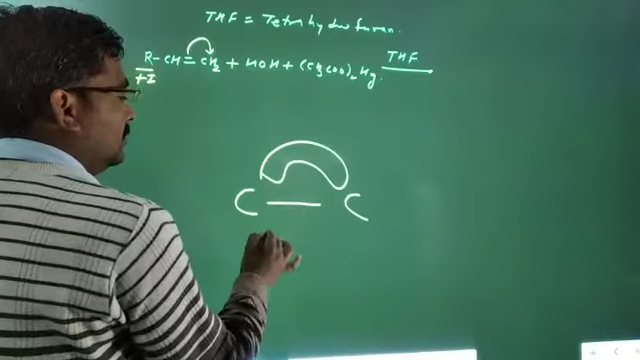 THF = Tetra hydro furan.
R-CH=CH2 + HOH + (CH3COO)2 Hg. THF
+I
C — C